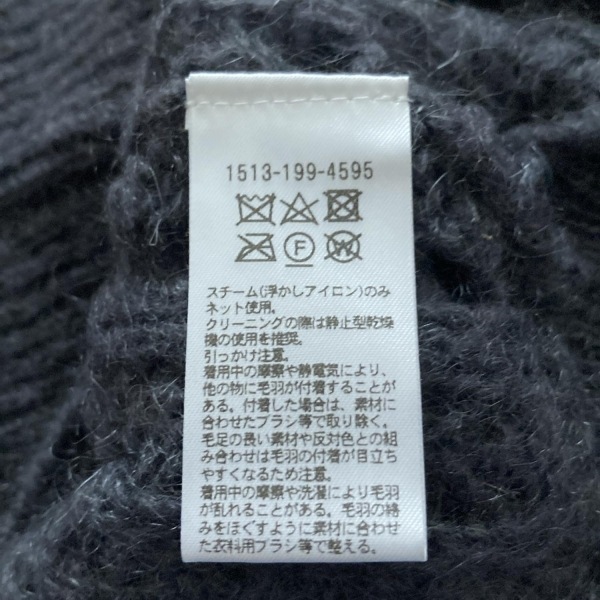 1513-199-4595
F
W
スチーム(浮かしアイロン)のみ
ネット使用。
クリーニングの際は静止型乾燥
機の使用を推奨。
引っかけ注意。
着用中の摩擦や静電気により、
他の物に毛羽が付着することが
ある。付着した場合は、素材に
合わせたブラシ等で取り除く。
毛足の長い素材や反対色との組
み合わせは毛羽の付着が目立ち
やすくなるため注意。
着用中の摩擦や洗濯により毛羽
が乱れることがある。毛羽の絡
みをほぐすように素材に合わせ
た衣料用ブラシ等で整える。